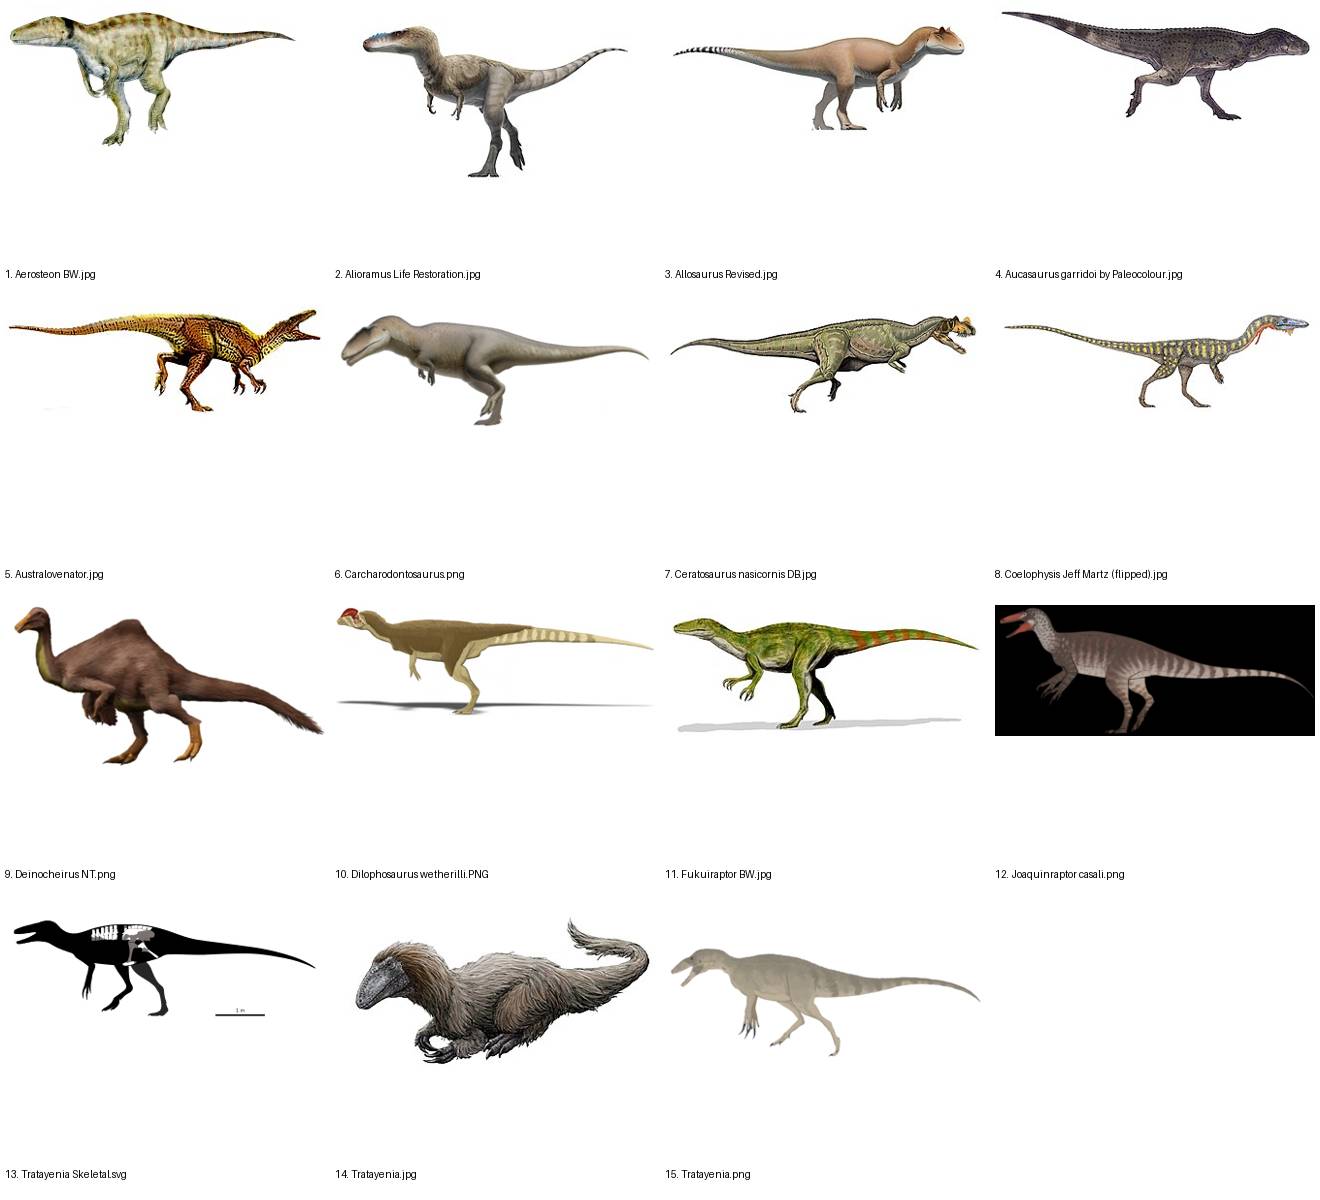 1. Aerosteon BW.jpg
2. Alioramus Life Restoration.jpg
3. Allosaurus Revised.jpg
4. Aucasaurus garridoi by Paleocolour.jpg
5. Australovenator.jpg
6. Carcharodontosaurus.png
7. Ceratosaurus nasicornis DB.jpg
8. Coelophysis Jeff Martz (flipped).jpg
9. Deinocheirus NT.png
10. Dilophosaurus wetherilli.PNG
11. Fukuiraptor BW.jpg
12. Joaquinraptor casali.png
1 m
13. Tratayenia Skeletal.svg
14. Tratayenia.jpg
15. Tratayenia.png